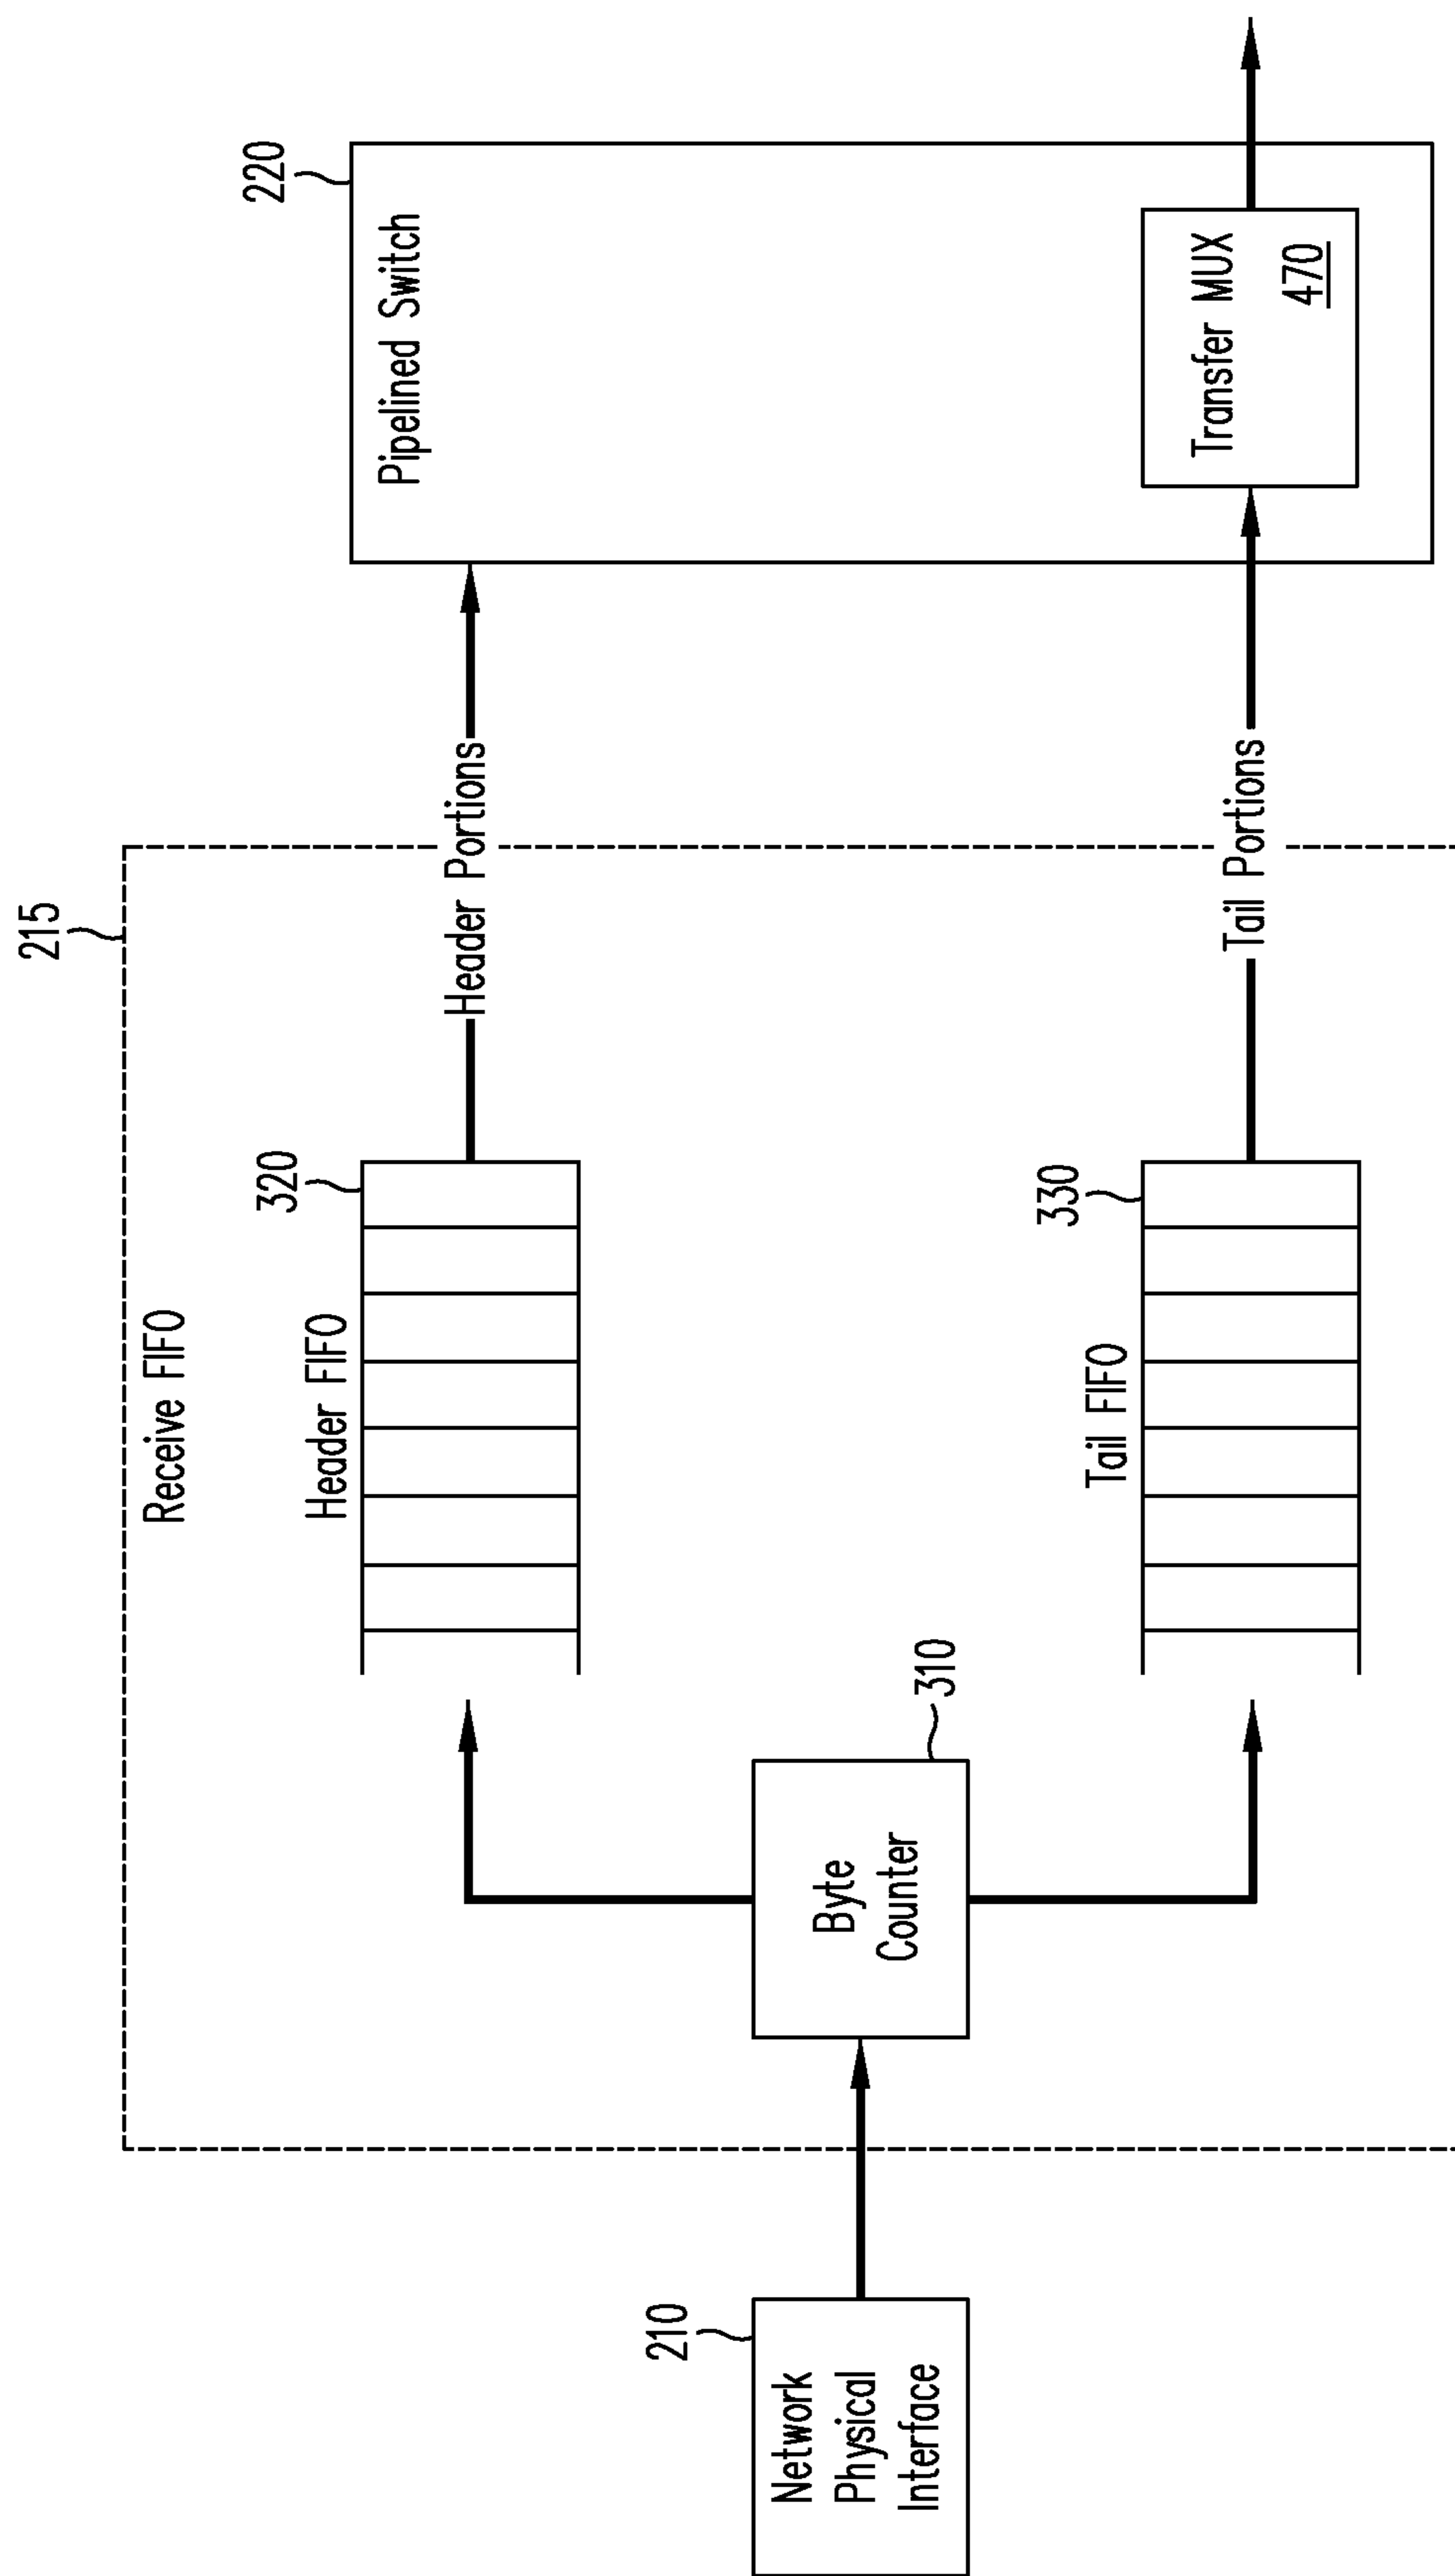 215
Receive FIFO
Header FIFO
320
Header Portions
220
Pipelined Switch
210
Network
Physical
Interface
Byte
Counter
310
Tail FIFO
330
Tail Portions
Transfer MUX
470